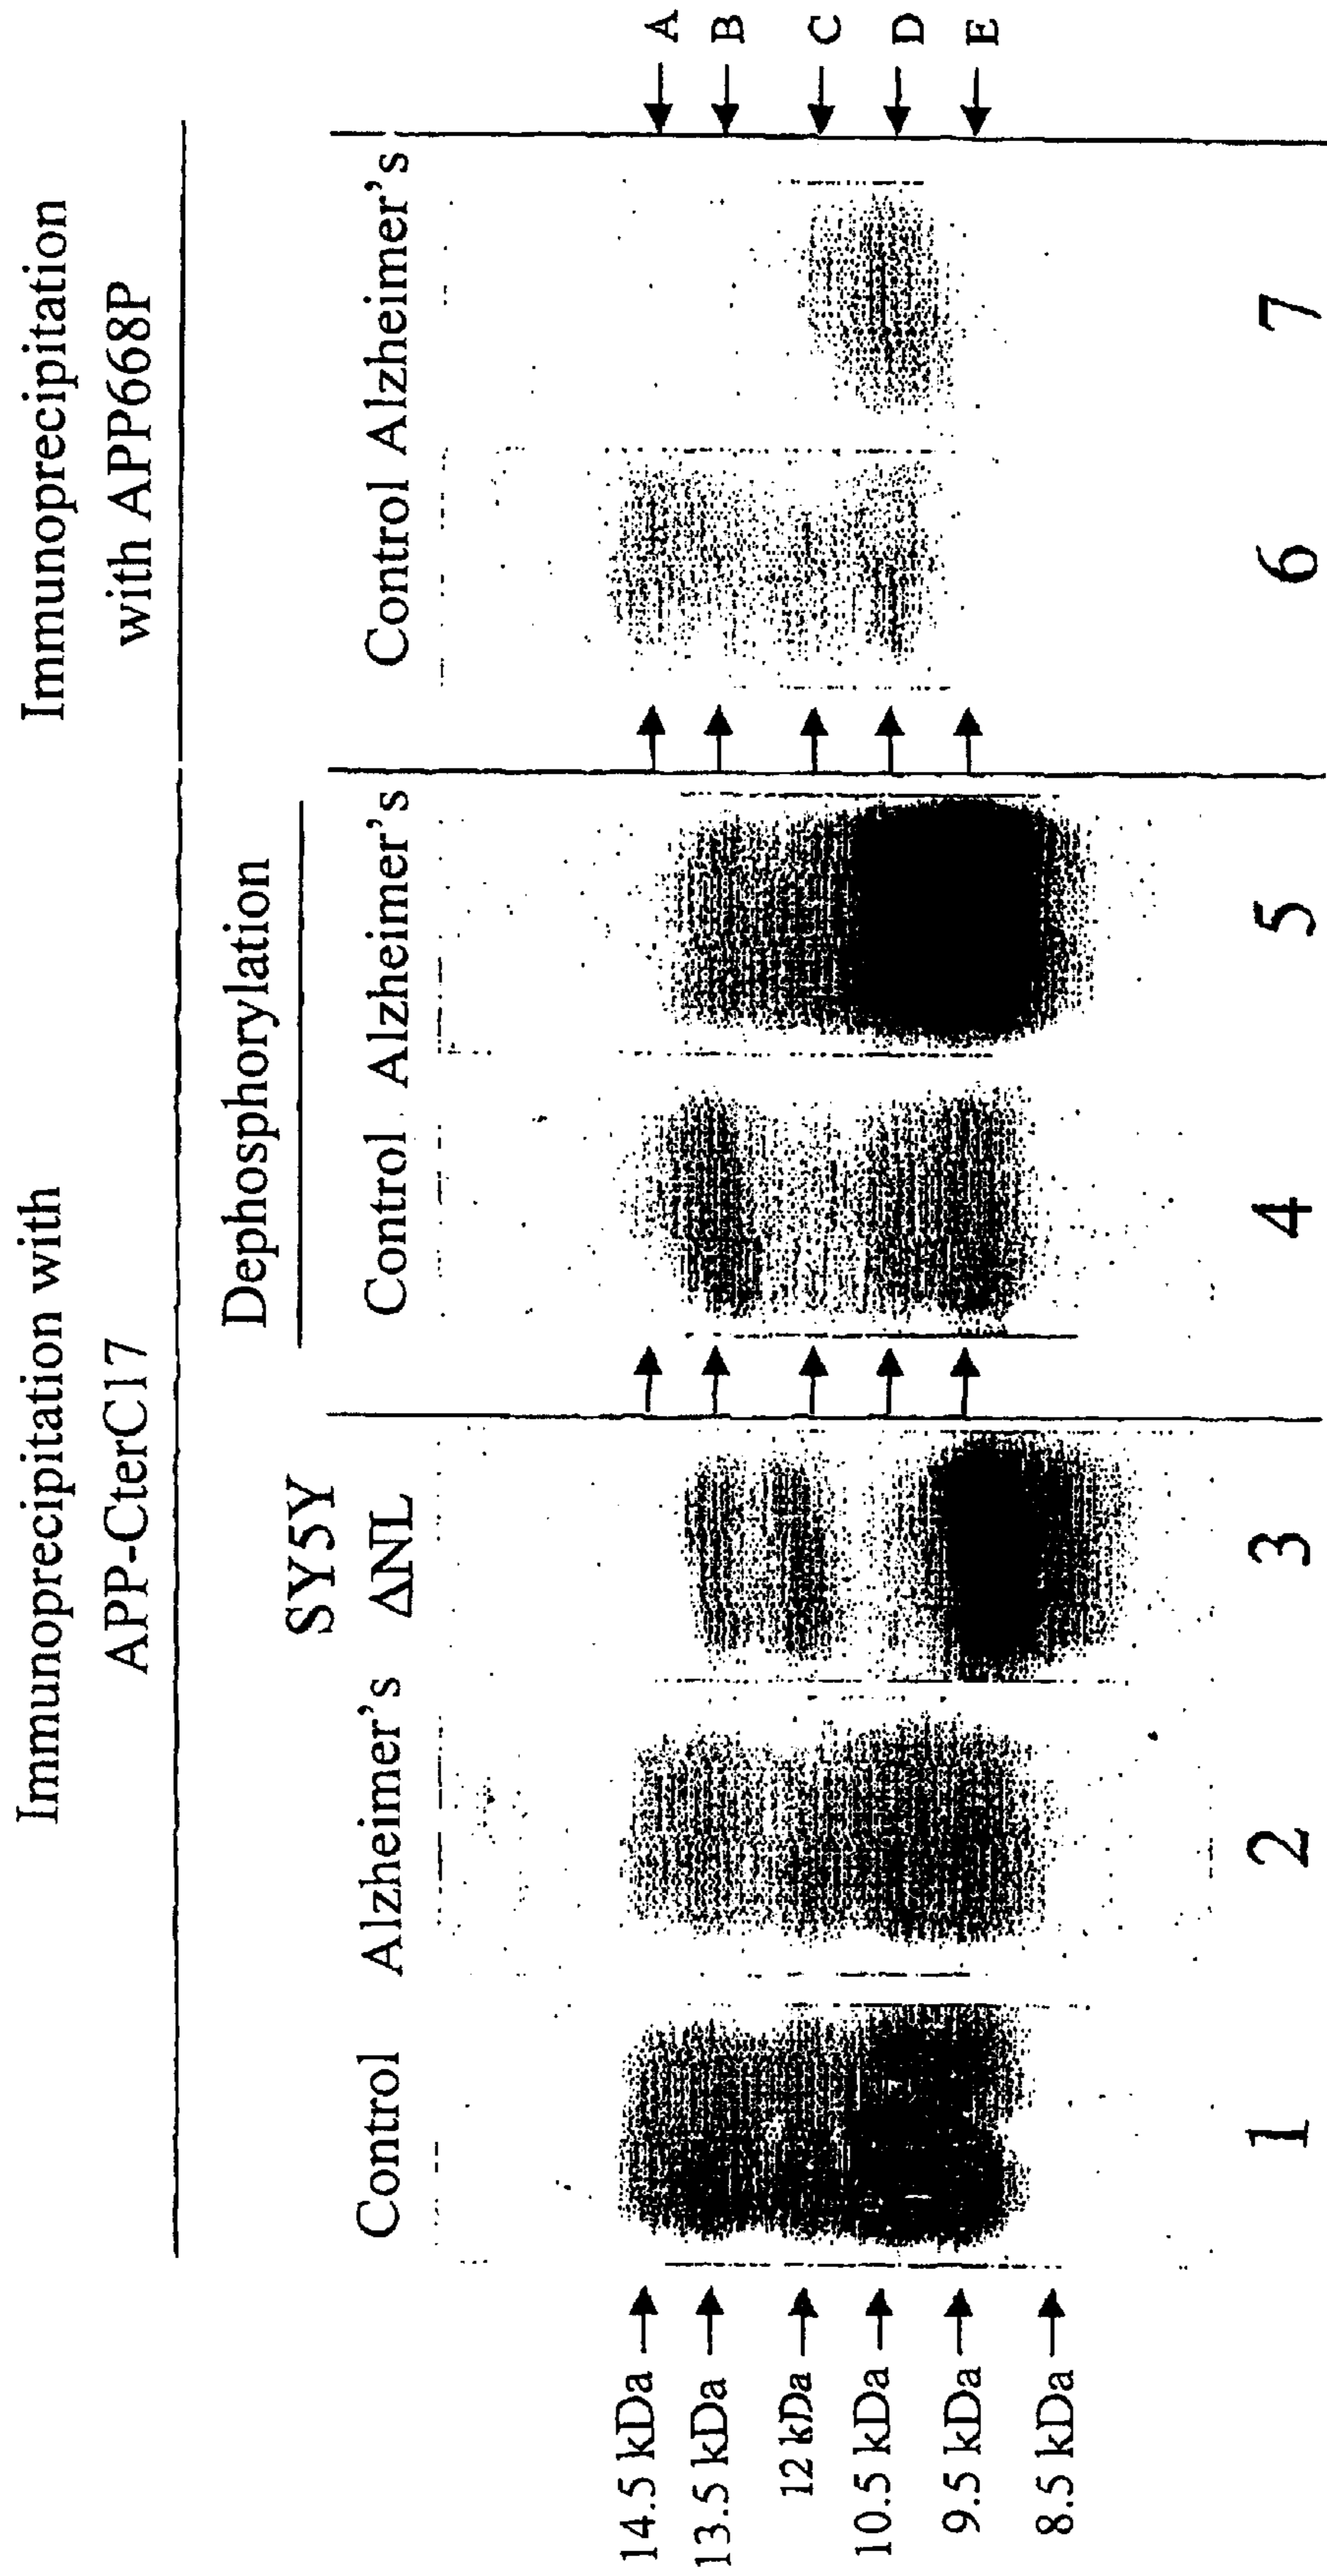 Immunoprecipitation with
APP-CterC17
Immunoprecipitation
with APP668P
Dephosphorylation
SY5Y
ΔNL
Control
Alzheimer's
Control
Alzheimer's
Control
Alzheimer's
14.5 kDa
13.5 kDa
12 kDa
10.5 kDa
9.5 kDa
8.5 kDa
A
B
C
D
E
1
2
3
4
5
6
7